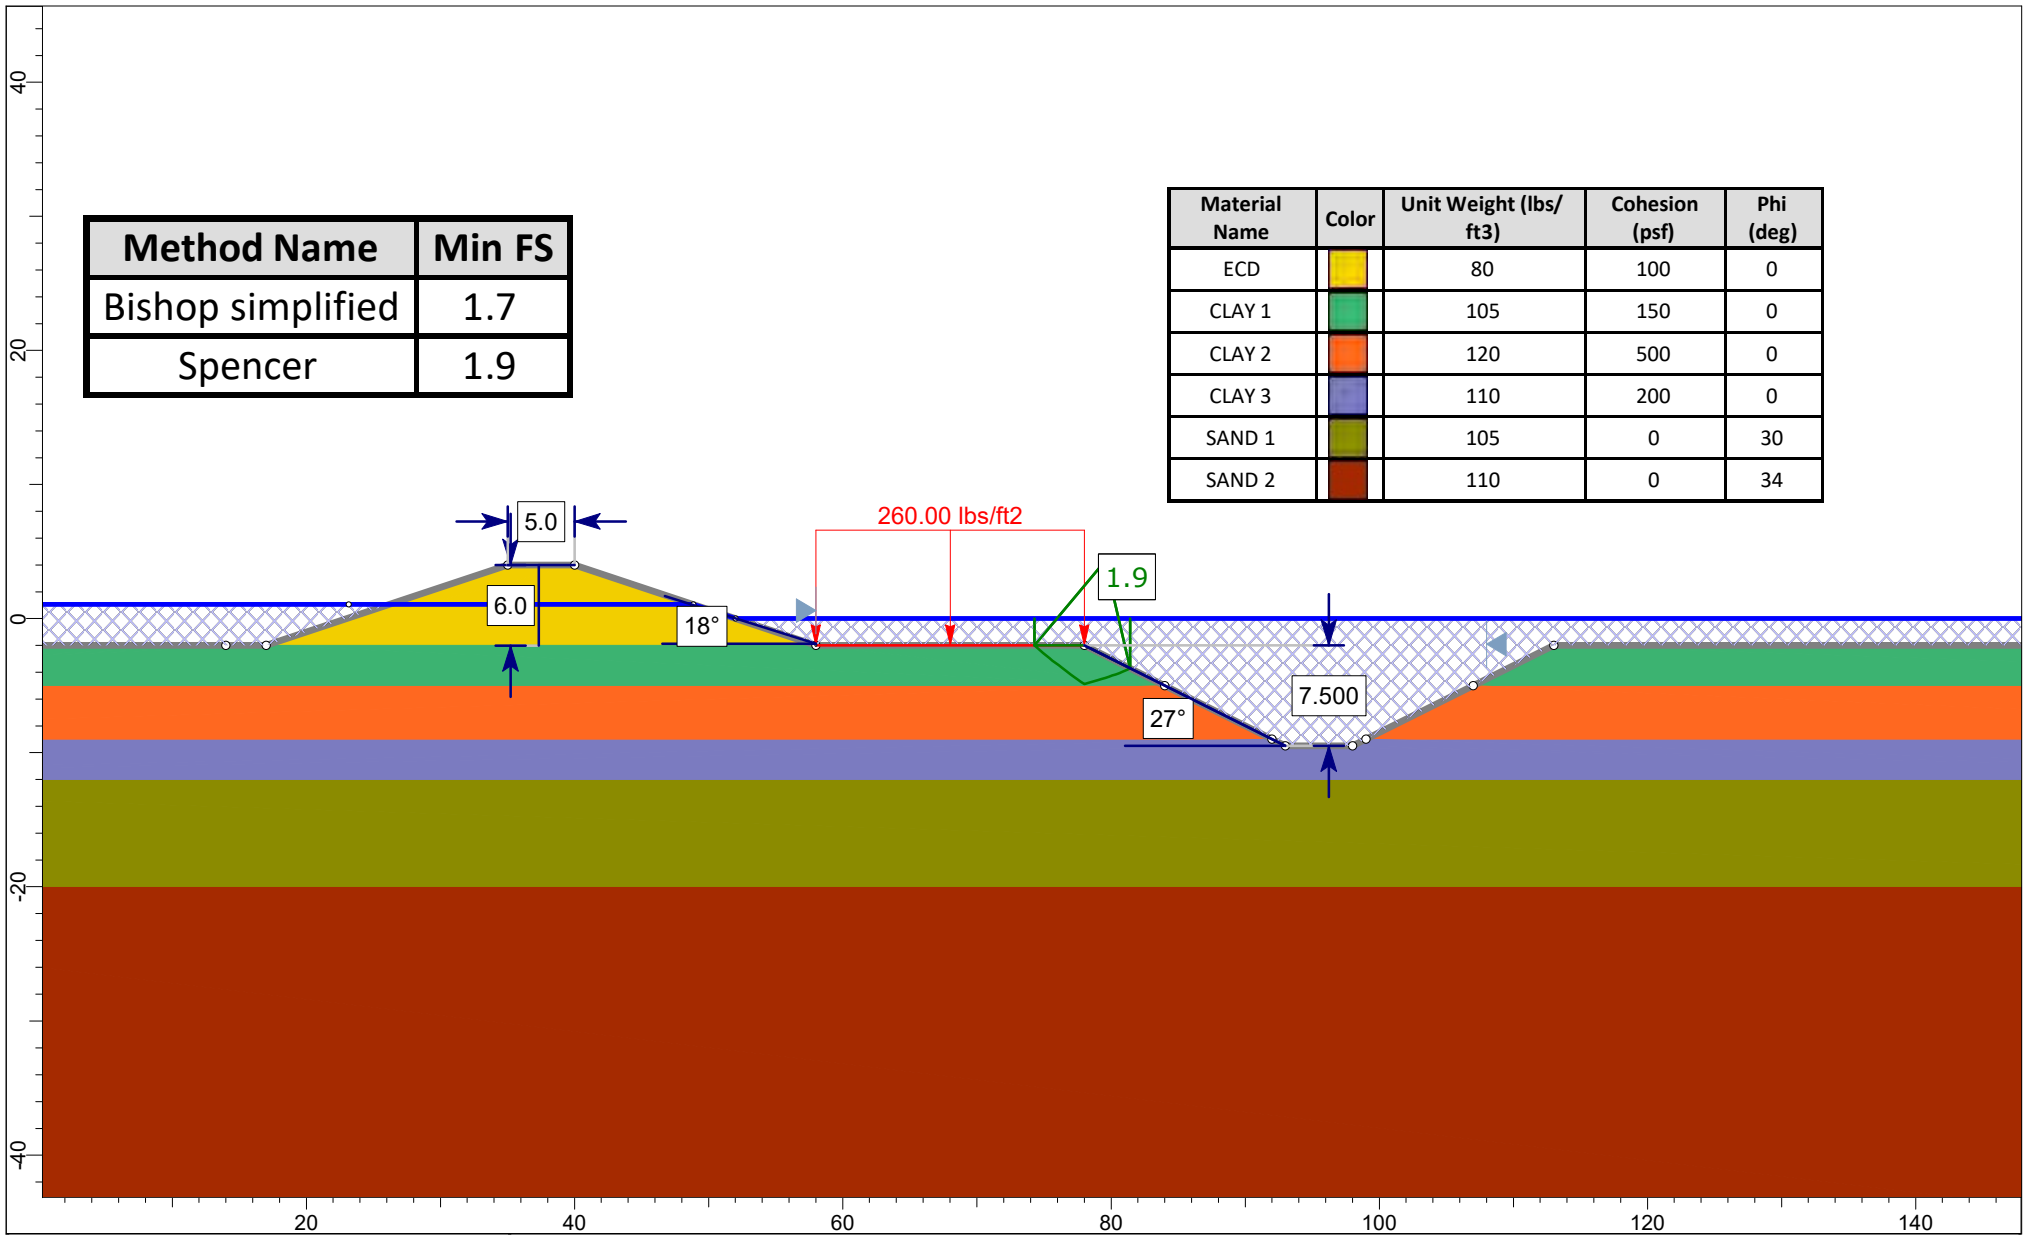 40
20
0
-20
-40
Method Name Min FS
Bishop simplified 1.7
Spencer 1.9
Material Name Color Unit Weight (lbs/ft3) Cohesion (psf) Phi (deg)
ECD 80 100 0
CLAY 1 105 150 0
CLAY 2 120 500 0
CLAY 3 110 200 0
SAND 1 105 0 30
SAND 2 110 0 34
5.0
260.00 lbs/ft2
1.9
6.0
18°
7.500
27°
20 40 60 80 100 120 140